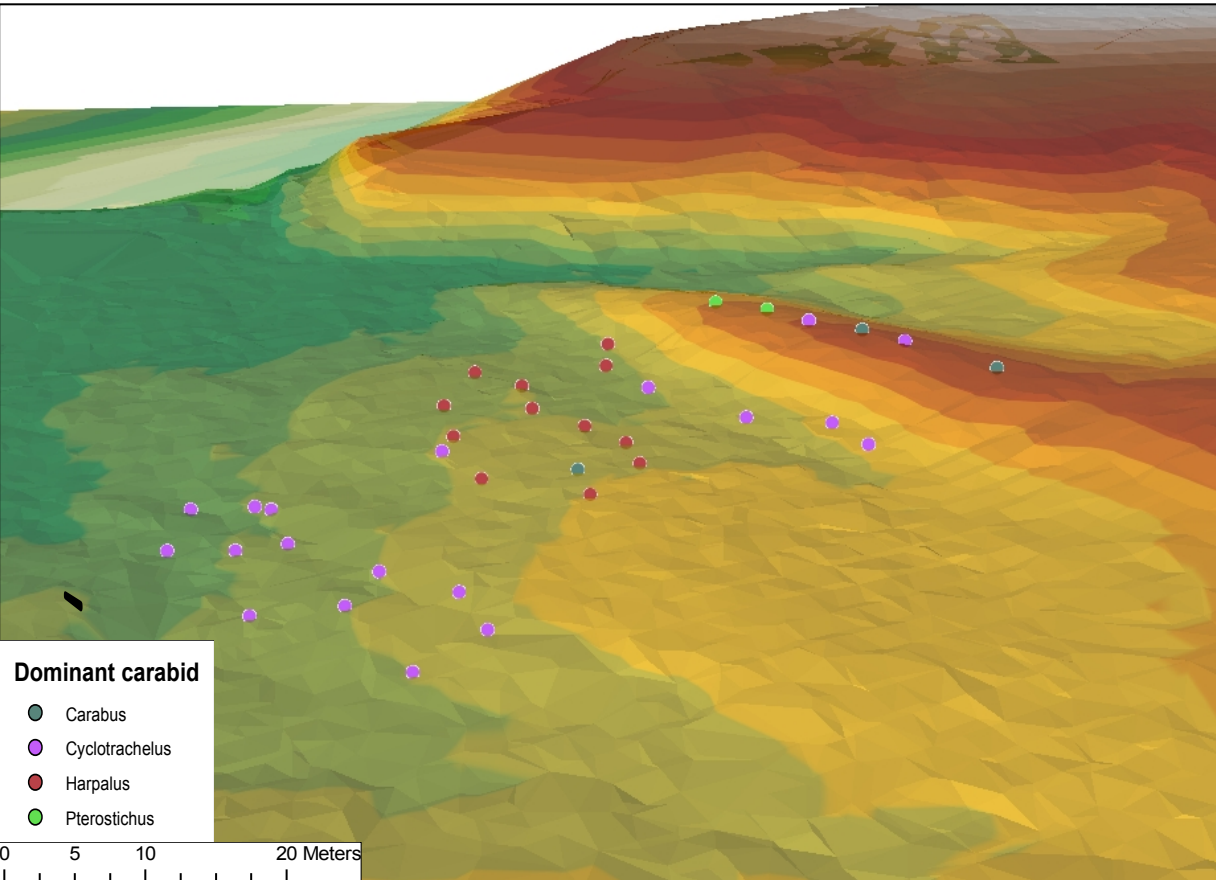 Dominant carabid
Carabus
Cyclotrachelus
Harpalus
Pterostichus
0 5 10 20 Meters